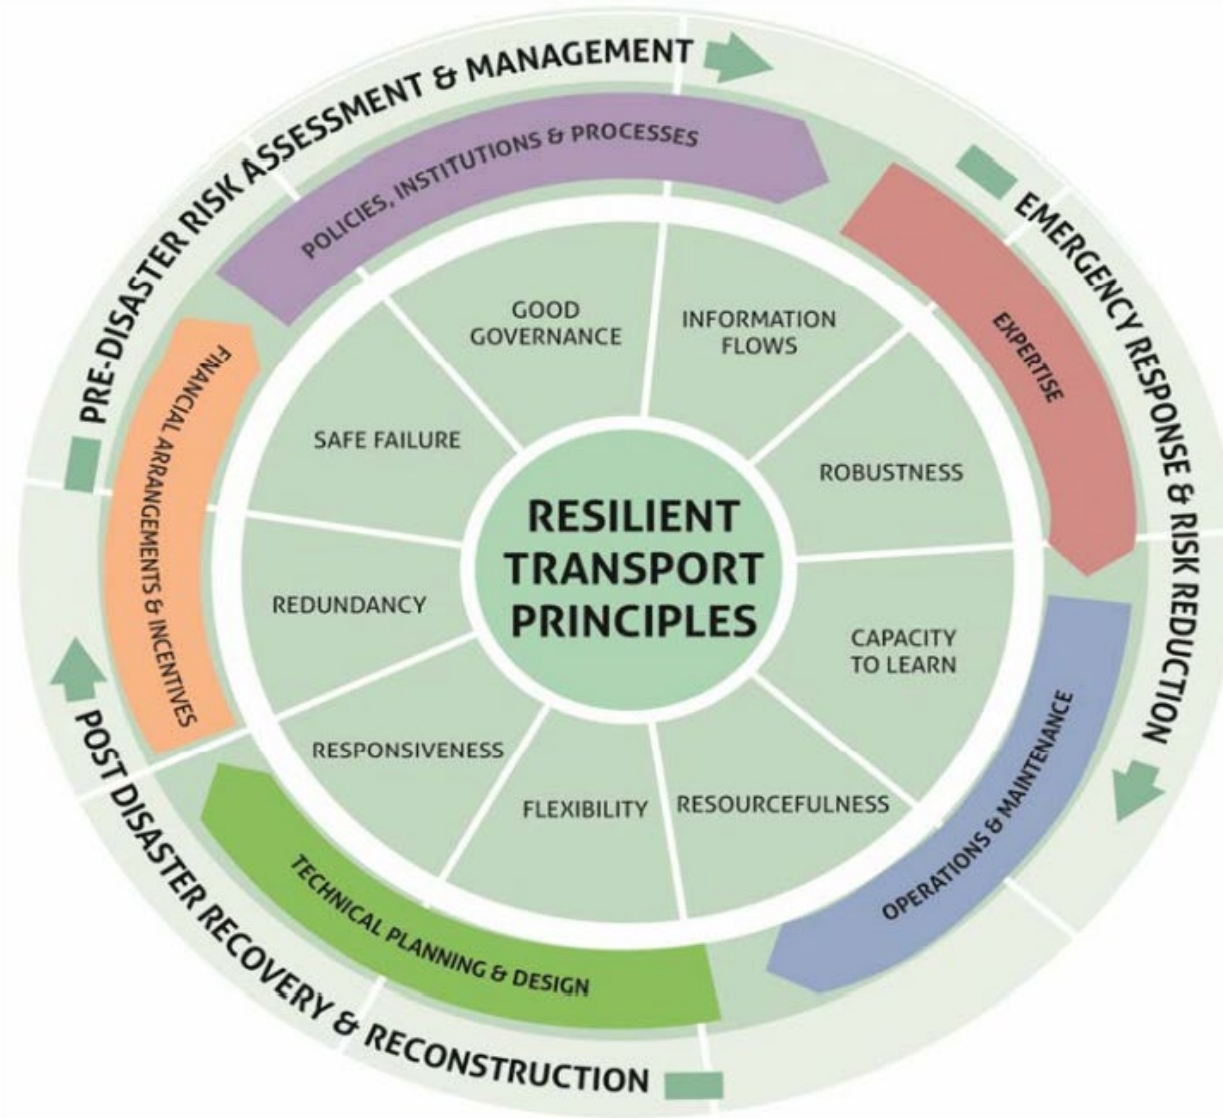 PRE-DISASTER RISK ASSESSMENT & MANAGEMENT
EMERGENCY RESPONSE & RISK REDUCTION
POST DISASTER RECOVERY & RECONSTRUCTION
POLICIES, INSTITUTIONS & PROCESSES
EXPERTISE
OPERATIONS & MAINTENANCE
TECHNICAL PLANNING & DESIGN
FINANCIAL ARRANGEMENTS & INCENTIVES
GOOD
GOVERNANCE
INFORMATION
FLOWS
ROBUSTNESS
CAPACITY
TO LEARN
RESOURCEFULNESS
FLEXIBILITY
RESPONSIVENESS
REDUNDANCY
SAFE FAILURE
RESILIENT
TRANSPORT
PRINCIPLES